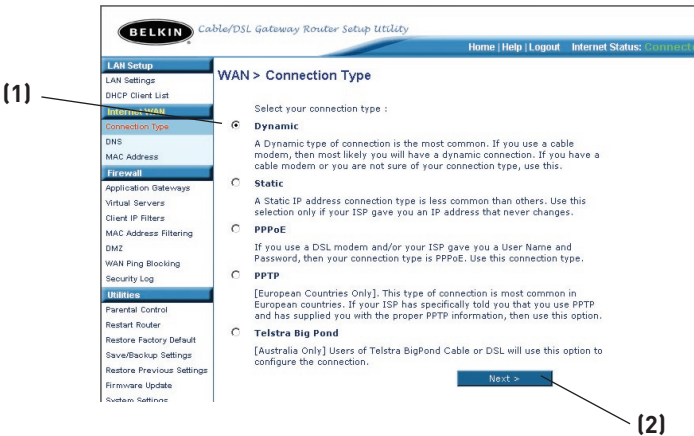 BELKIN Cable/DSL Gateway Router Setup Utility
Home | Help | Logout Internet Status: Connect
LAN Setup
LAN Settings
DHCP Client List
Internet WAN
Connection Type
DNS
MAC Address
Firewall
Application Gateways
Virtual Servers
Client IP Filters
MAC Address Filtering
DMZ
WAN Ping Blocking
Security Log
Utilities
Parental Control
Restart Router
Restore Factory Default
Save/Backup Settings
Restore Previous Settings
Firmware Update
System Settings
(1)
WAN > Connection Type
Select your connection type :
Dynamic
A Dynamic type of connection is the most common. If you use a cable
modem, then most likely you will have a dynamic connection. If you have a
cable modem or you are not sure of your connection type, use this.
Static
A Static IP address connection type is less common than others. Use this
selection only if your ISP gave you an IP address that never changes.
PPPoE
If you use a DSL modem and/or your ISP gave you a User Name and
Password, then your connection type is PPPoE. Use this connection type.
PPTP
[European Countries Only]. This type of connection is most common in
European countries. If your ISP has specifically told you that you use PPTP
and has supplied you with the proper PPTP information, then use this option.
Telstra Big Pond
[Australia Only] Users of Telstra BigPond Cable or DSL will use this option to
configure the connection.
Next >
(2)